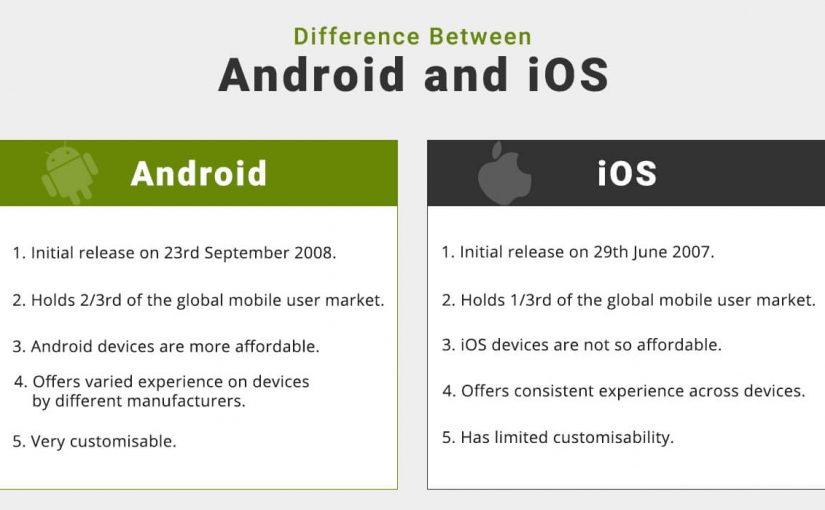 Difference Between
Android and iOS
Android
1. Initial release on 23rd September 2008.
2. Holds 2/3rd of the global mobile user market.
3. Android devices are more affordable.
4. Offers varied experience on devices
by different manufacturers.
5. Very customisable.
iOS
1. Initial release on 29th June 2007.
2. Holds 1/3rd of the global mobile user market.
3. iOS devices are not so affordable.
4. Offers consistent experience across devices.
5. Has limited customisability.